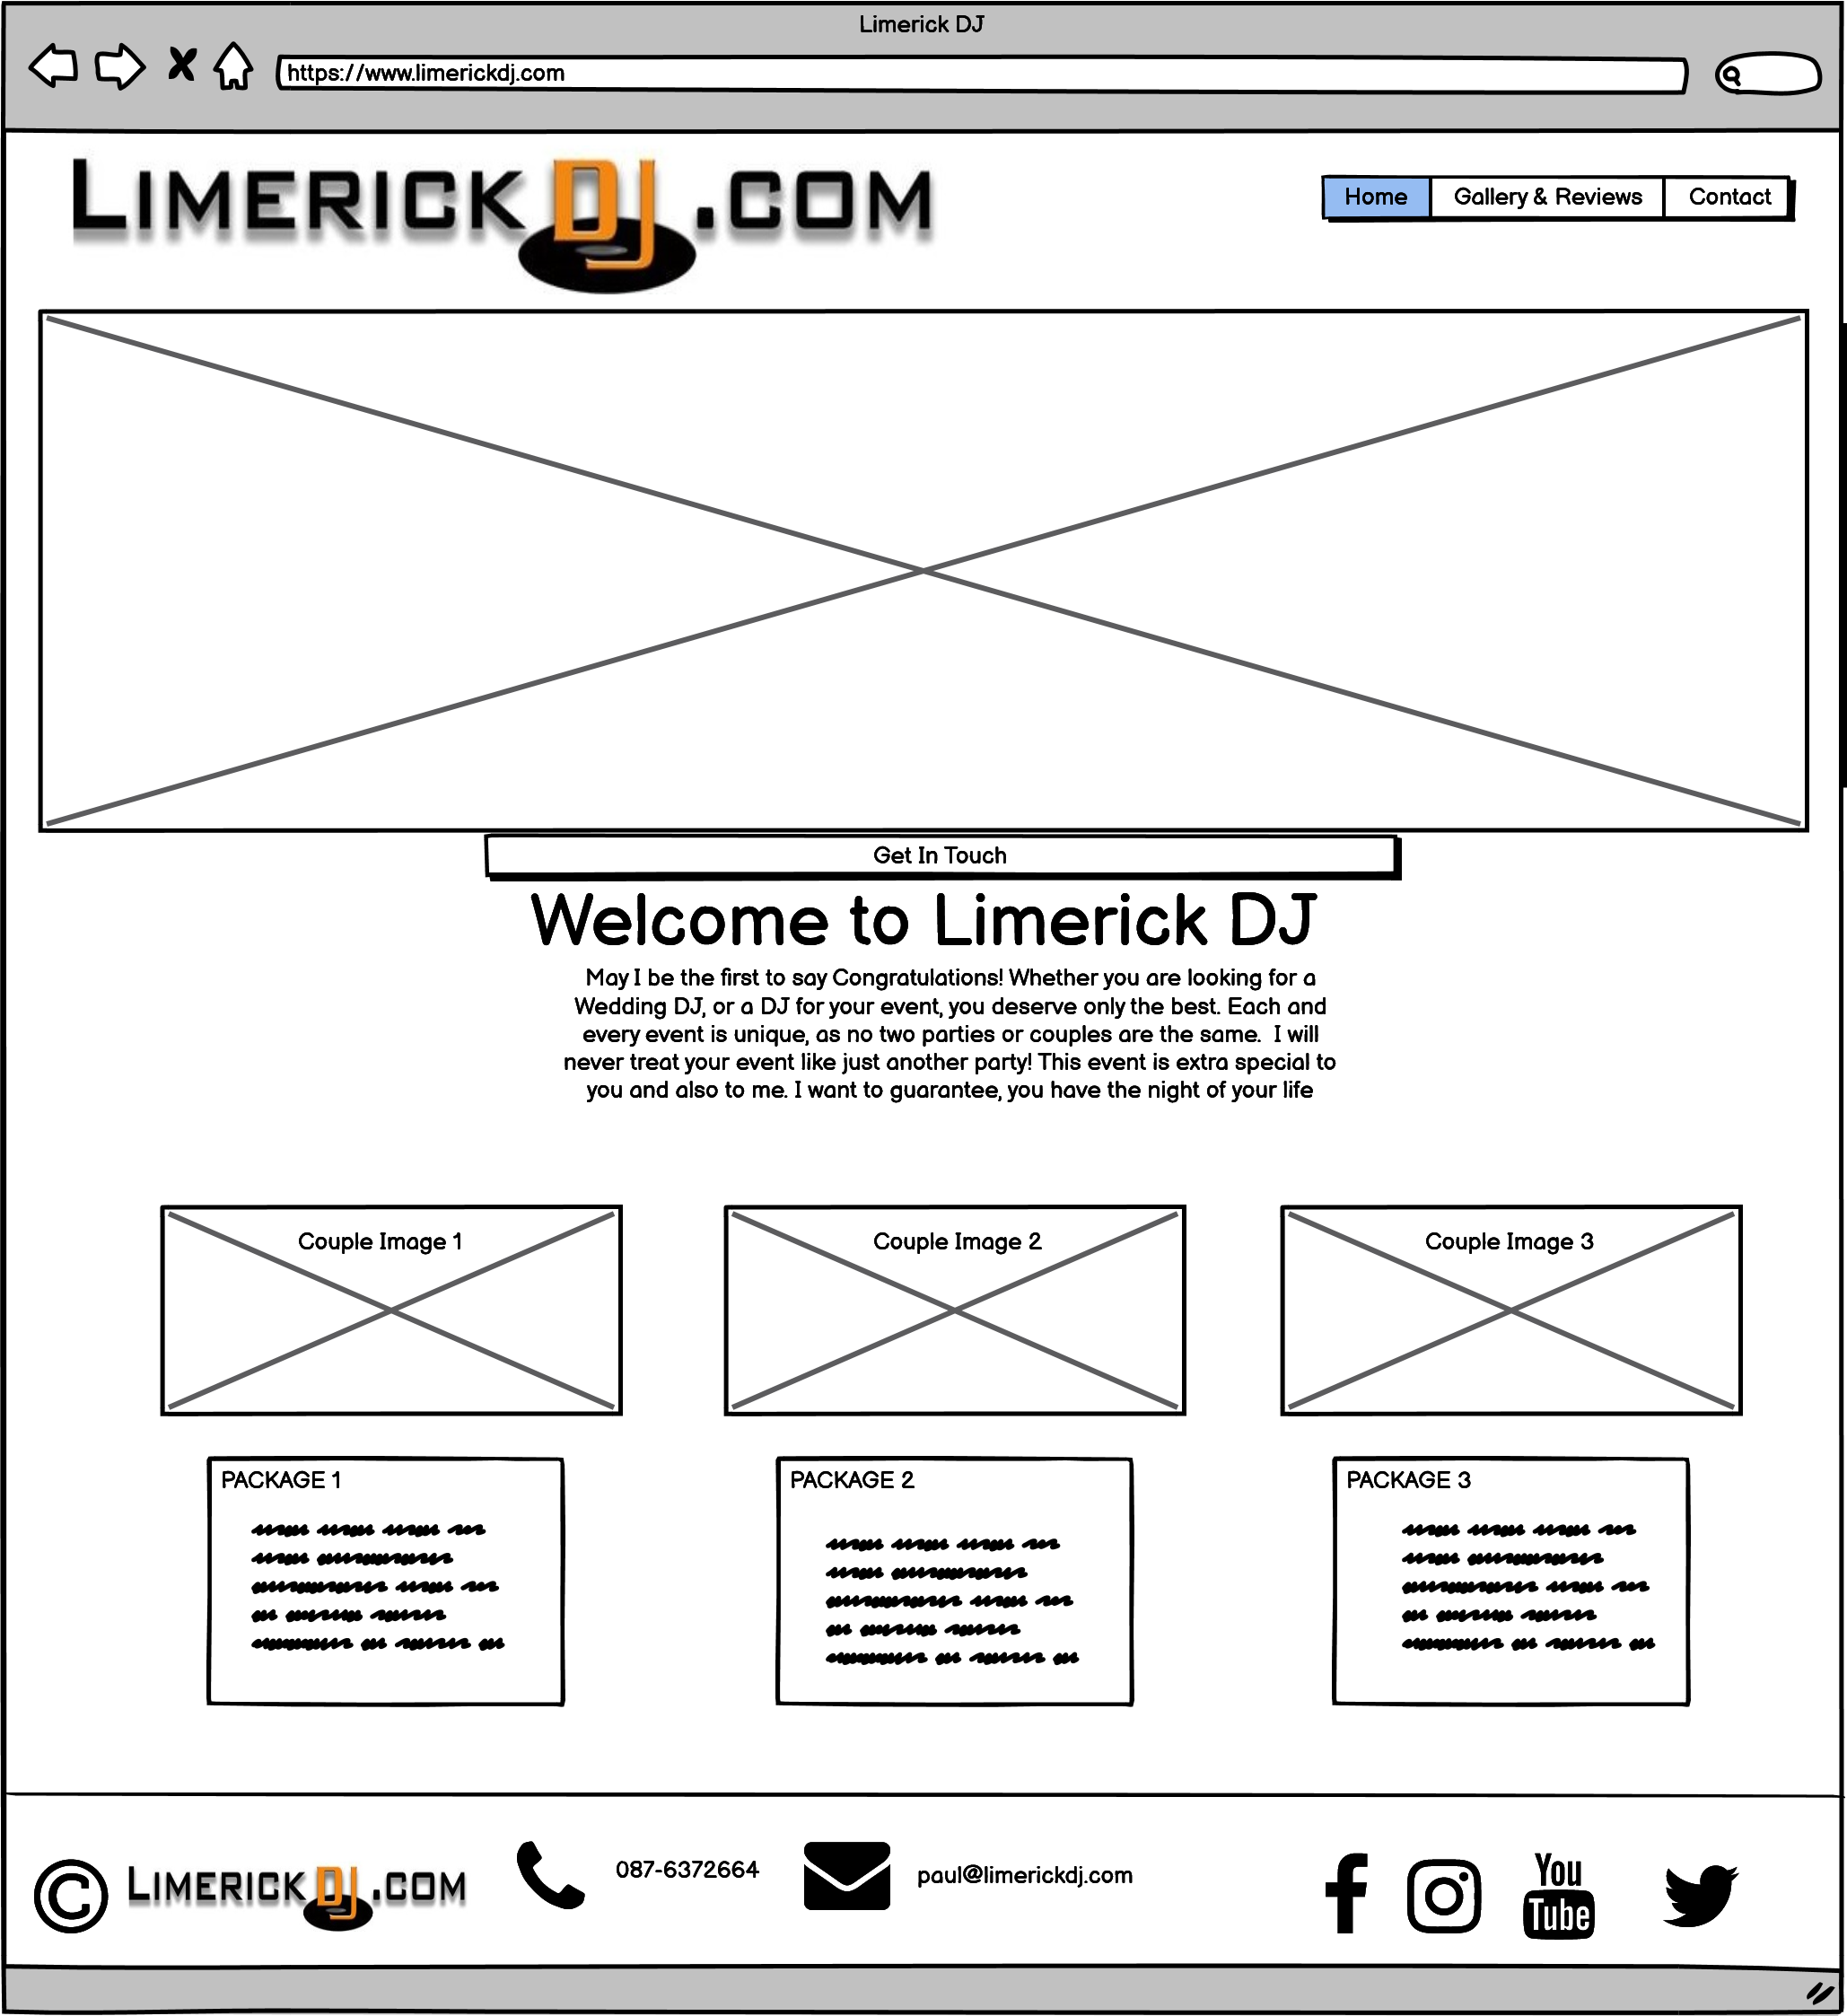 Limerick DJ
https://www.limerickdj.com
LIMERICKDJ.COM
Home Gallery & Reviews Contact
Get In Touch
Welcome to Limerick DJ
May I be the first to say Congratulations! Whether you are looking for a
Wedding DJ, or a DJ for your event, you deserve only the best. Each and
every event is unique, as no two parties or couples are the same.  I will
never treat your event like just another party! This event is extra special to
you and also to me. I want to guarantee, you have the night of your life
Couple Image 1
Couple Image 2
Couple Image 3
PACKAGE 1
PACKAGE 2
PACKAGE 3
© LIMERICKDJ.COM
087-6372664
paul@limerickdj.com
You
Tube